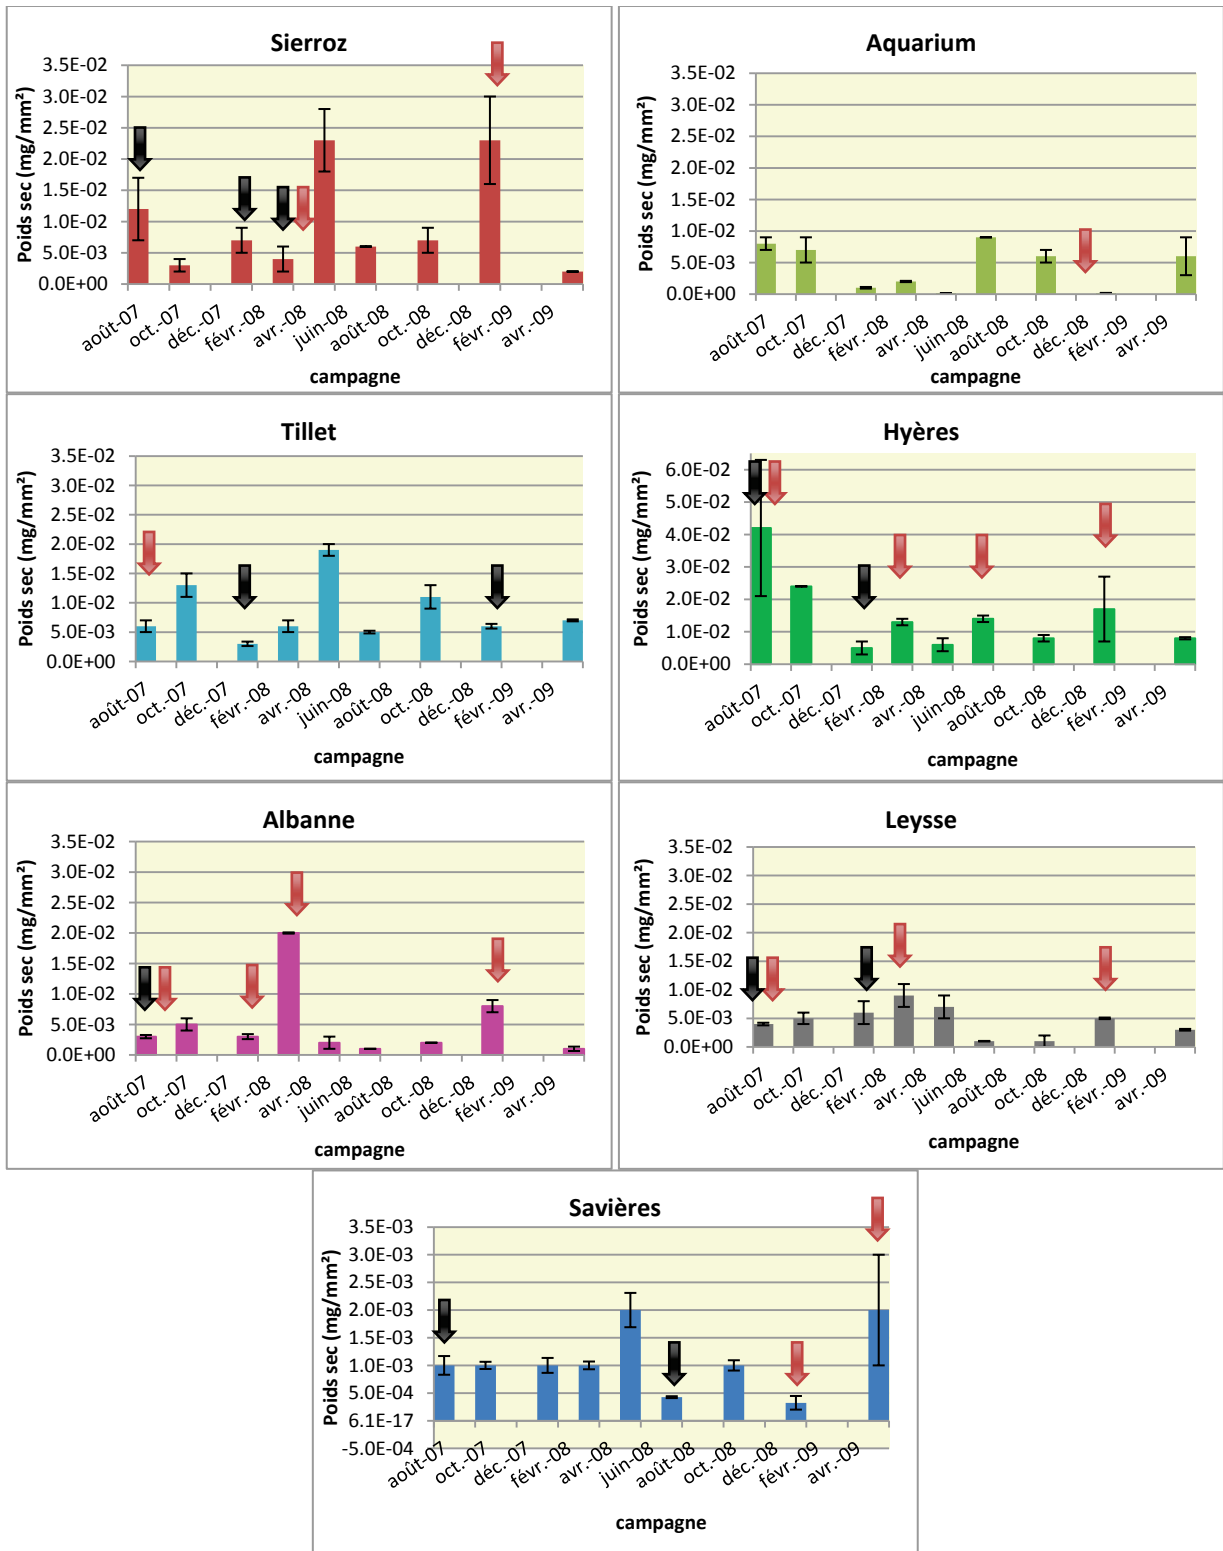 Sierroz
Poids sec (mg/mm²)
3.5E-02
3.0E-02
2.5E-02
2.0E-02
1.5E-02
1.0E-02
5.0E-03
0.0E+00
août-07
oct.-07
déc.-07
févr.-08
avr.-08
juin-08
août-08
oct.-08
déc.-08
févr.-09
avr.-09
campagne
Aquarium
Poids sec (mg/mm²)
3.5E-02
3.0E-02
2.5E-02
2.0E-02
1.5E-02
1.0E-02
5.0E-03
0.0E+00
août-07
oct.-07
déc.-07
févr.-08
avr.-08
juin-08
août-08
oct.-08
déc.-08
févr.-09
avr.-09
campagne
Tillet
Poids sec (mg/mm²)
3.5E-02
3.0E-02
2.5E-02
2.0E-02
1.5E-02
1.0E-02
5.0E-03
0.0E+00
août-07
oct.-07
déc.-07
févr.-08
avr.-08
juin-08
août-08
oct.-08
déc.-08
févr.-09
avr.-09
campagne
Hyères
Poids sec (mg/mm²)
6.0E-02
5.0E-02
4.0E-02
3.0E-02
2.0E-02
1.0E-02
0.0E+00
août-07
oct.-07
déc.-07
févr.-08
avr.-08
juin-08
août-08
oct.-08
déc.-08
févr.-09
avr.-09
campagne
Albanne
Poids sec (mg/mm²)
3.5E-02
3.0E-02
2.5E-02
2.0E-02
1.5E-02
1.0E-02
5.0E-03
0.0E+00
août-07
oct.-07
déc.-07
févr.-08
avr.-08
juin-08
août-08
oct.-08
déc.-08
févr.-09
avr.-09
campagne
Leysse
Poids sec (mg/mm²)
3.5E-02
3.0E-02
2.5E-02
2.0E-02
1.5E-02
1.0E-02
5.0E-03
0.0E+00
août-07
oct.-07
déc.-07
févr.-08
avr.-08
juin-08
août-08
oct.-08
déc.-08
févr.-09
avr.-09
campagne
Savières
Poids sec (mg/mm²)
3.5E-03
3.0E-03
2.5E-03
2.0E-03
1.5E-03
1.0E-03
5.0E-04
6.1E-17
-5.0E-04
août-07
oct.-07
déc.-07
févr.-08
avr.-08
juin-08
août-08
oct.-08
déc.-08
févr.-09
avr.-09
campagne